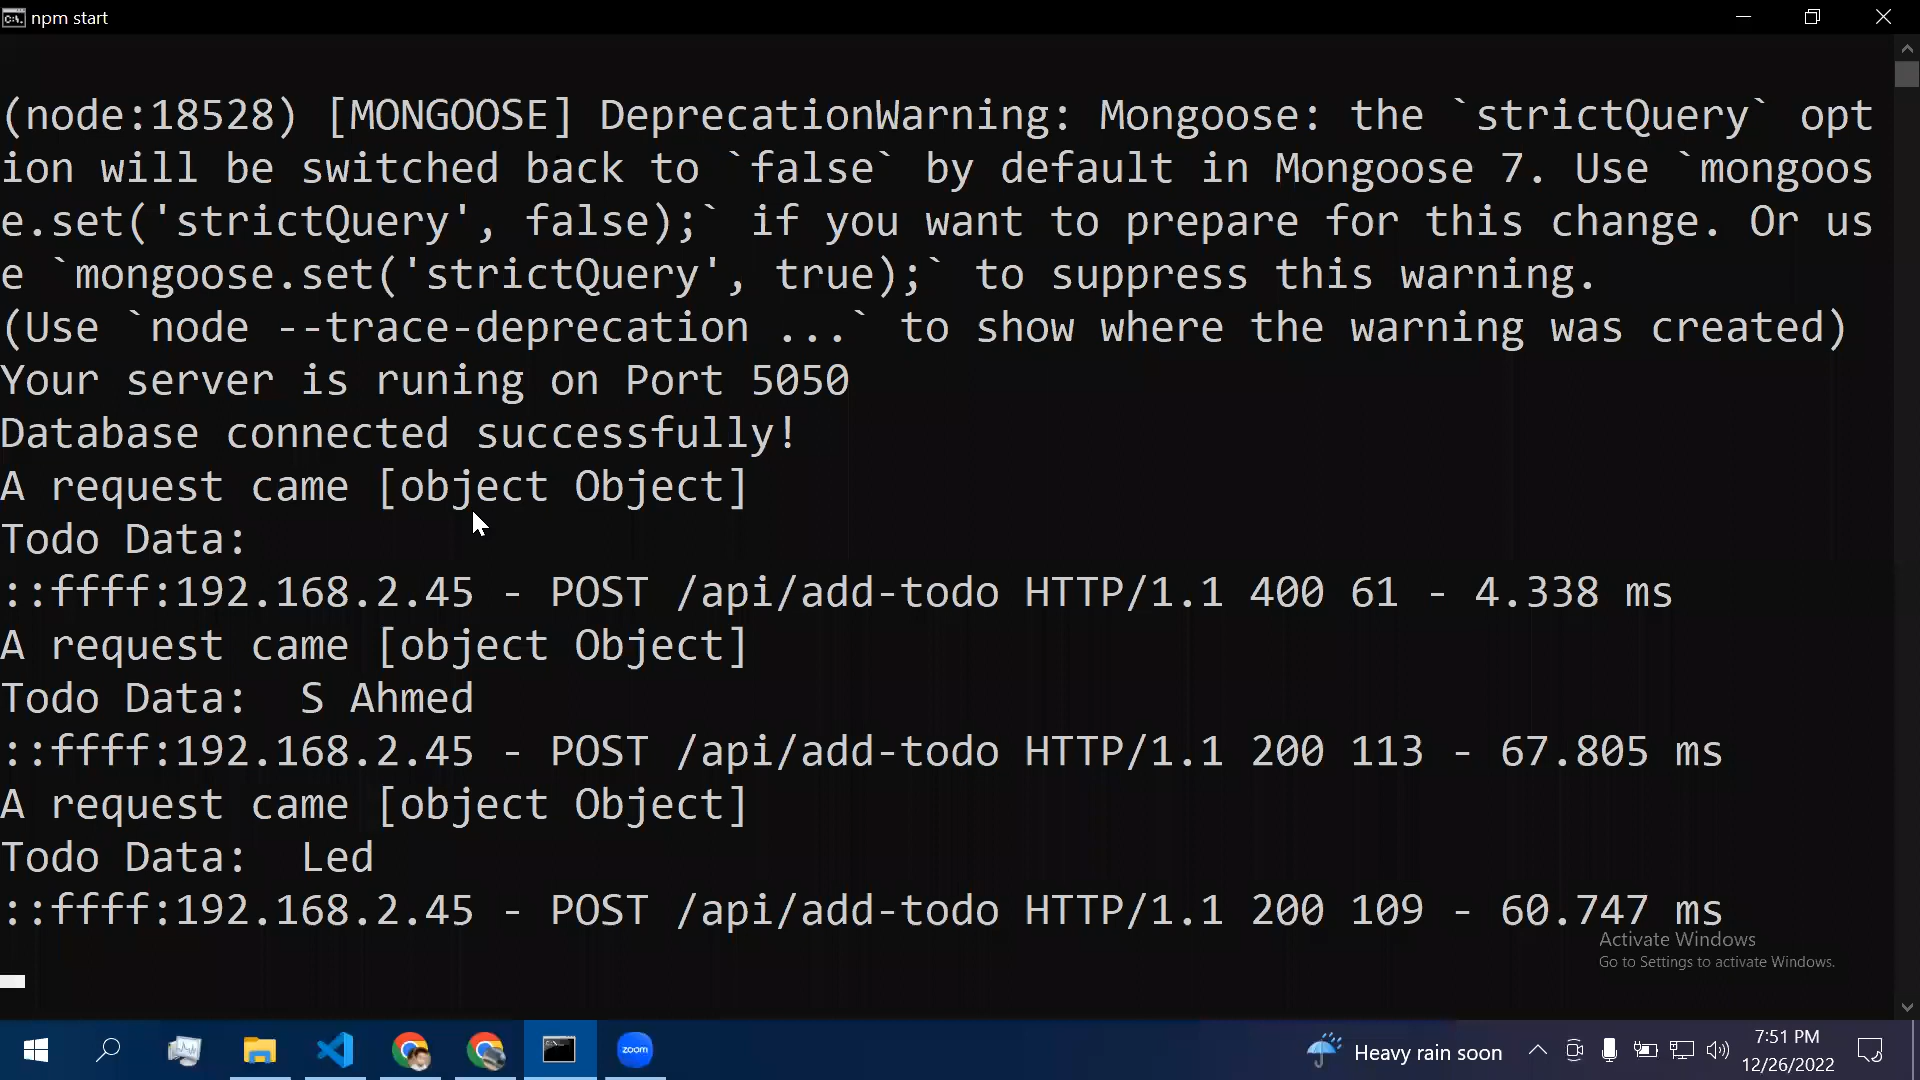 npm start
(node:18528) [MONGOOSE] DeprecationWarning: Mongoose: the `strictQuery` opt
ion will be switched back to `false` by default in Mongoose 7. Use `mongoos
e.set('strictQuery', false);` if you want to prepare for this change. Or us
e `mongoose.set('strictQuery', true);` to suppress this warning.
(Use `node --trace-deprecation ...` to show where the warning was created)
Your server is runing on Port 5050
Database connected successfully!
A request came [object Object]
Todo Data:
::ffff:192.168.2.45 - POST /api/add-todo HTTP/1.1 400 61 - 4.338 ms
A request came [object Object]
Todo Data:  S Ahmed
::ffff:192.168.2.45 - POST /api/add-todo HTTP/1.1 200 113 - 67.805 ms
A request came [object Object]
Todo Data:  Led
::ffff:192.168.2.45 - POST /api/add-todo HTTP/1.1 200 109 - 60.747 ms
Activate Windows
Go to Settings to activate Windows.
zoom
Heavy rain soon
7:51 PM
12/26/2022